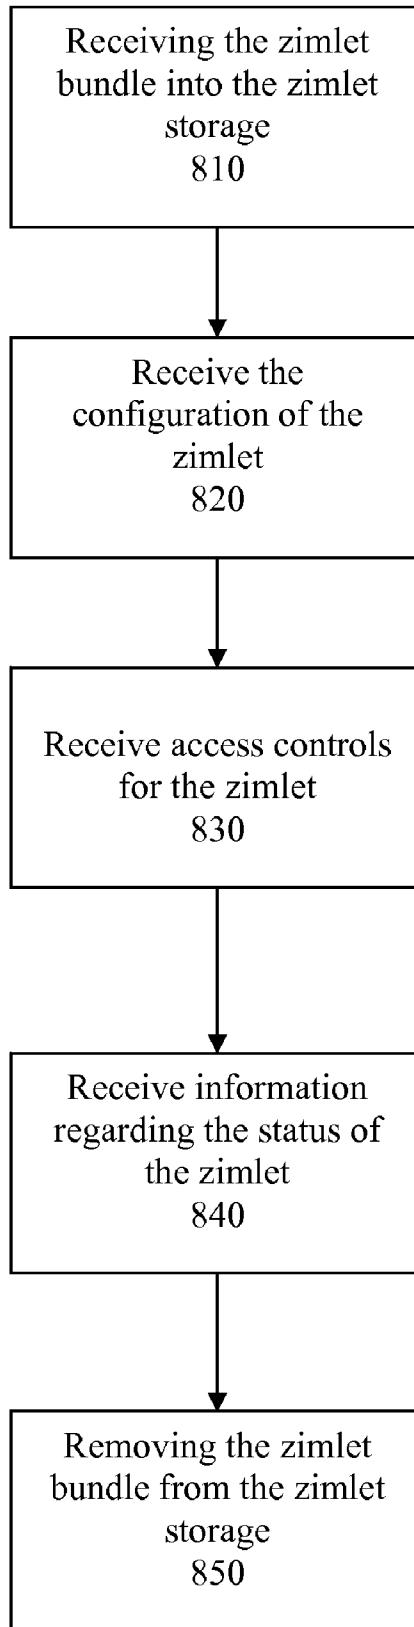 Receiving the zimlet
bundle into the zimlet
storage
810
Receive the
configuration of the
zimlet
820
Receive access controls
for the zimlet
830
Receive information
regarding the status of
the zimlet
840
Removing the zimlet
bundle from the zimlet
storage
850